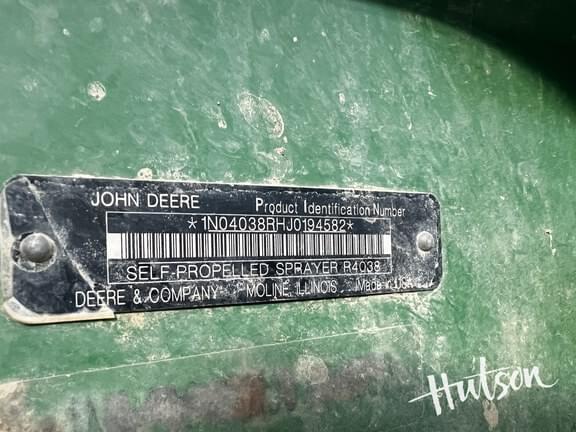 JOHN DEERE Product Identification Number
*1N04038RHJ0194582*
SELF-PROPELLED SPRAYER R4038
DEERE & COMPANY MOLINE, ILLINOIS Made in USA
Hutson